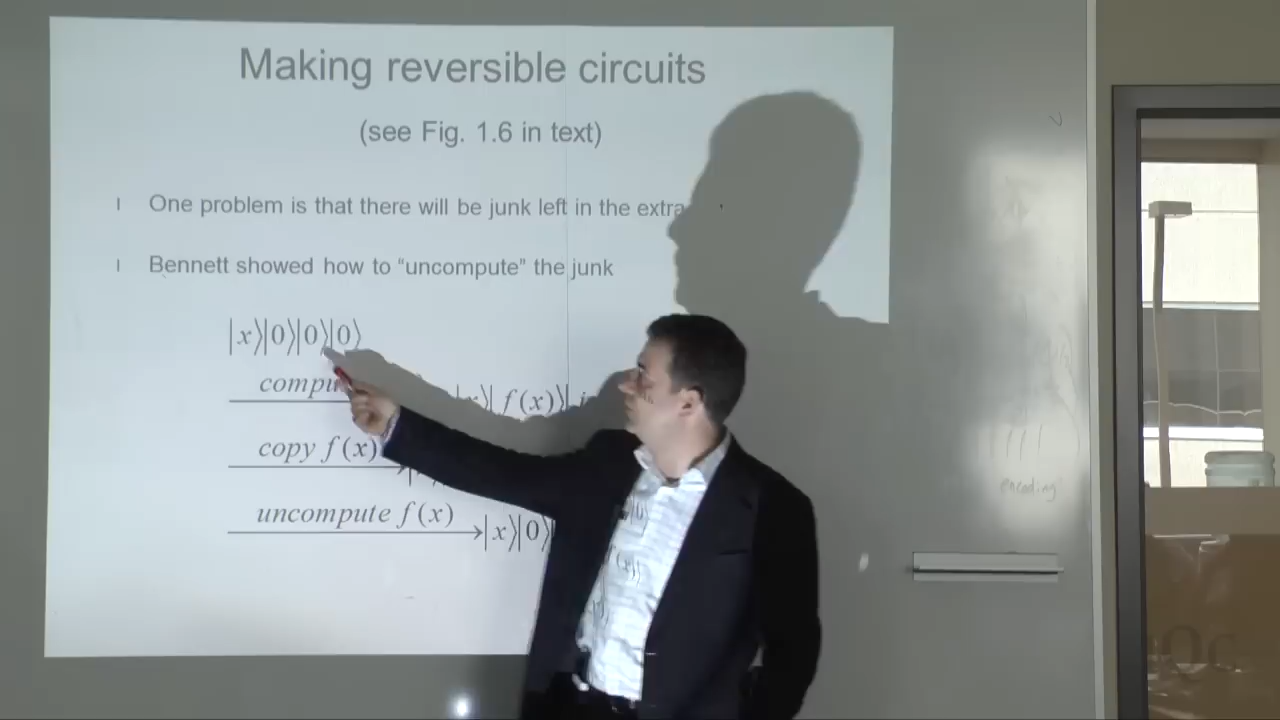 Making reversible circuits
(see Fig. 1.6 in text)
One problem is that there will be junk left in the extra
Bennett showed how to “uncompute” the junk
|x⟩|0⟩|0⟩|0⟩
|f(x)⟩|
copy f(x)
uncompute f(x)
|x⟩|0⟩
encoding